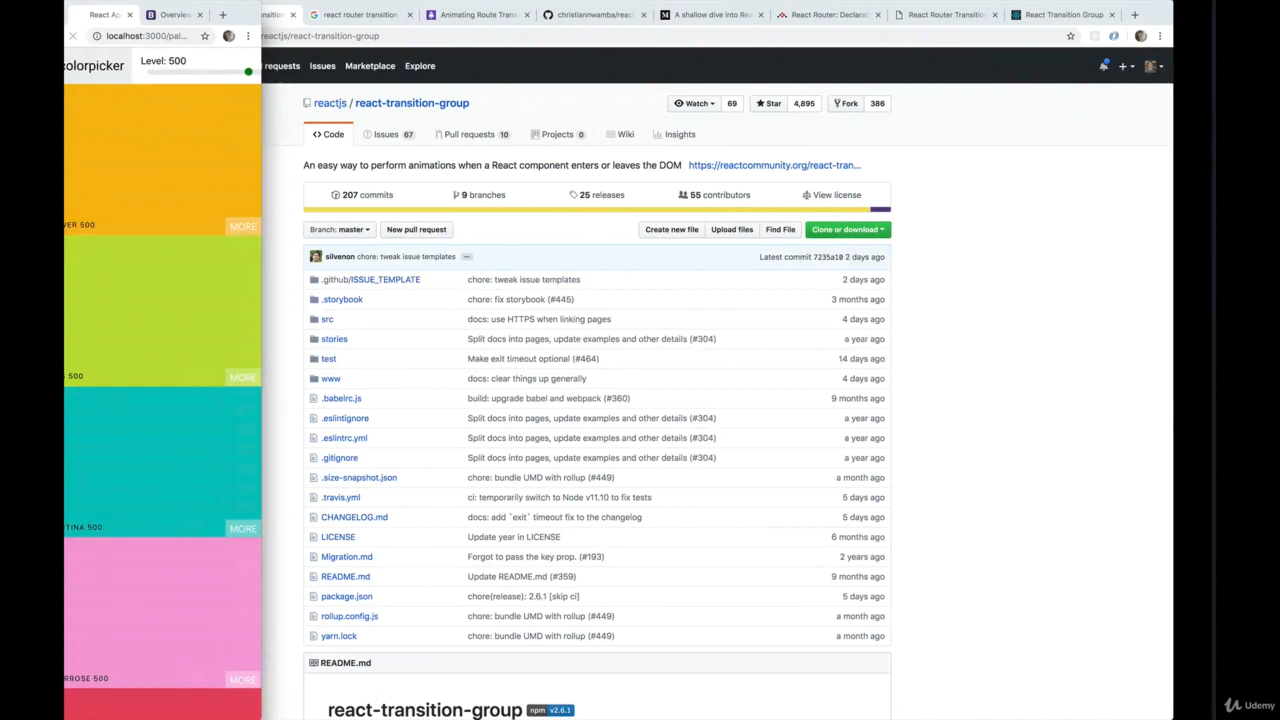 React Ap
Overview
ansition
react router transition
Animating Route Trans
christiannwamba/reac
A shallow dive into Rea
React Router: Declara
React Router Transition
React Transition Group
localhost:3000/pal...
reactjs/react-transition-group
colorpicker
Level: 500
requests
Issues
Marketplace
Explore
reactjs / react-transition-group
Watch 69
Star 4,895
Fork 386
Code
Issues 67
Pull requests 10
Projects 0
Wiki
Insights
An easy way to perform animations when a React component enters or leaves the DOM https://reactcommunity.org/react-tran...
207 commits
9 branches
25 releases
55 contributors
View license
Branch: master
New pull request
Create new file
Upload files
Find File
Clone or download
silvenon chore: tweak issue templates
Latest commit 7235a10 2 days ago
.github/ISSUE_TEMPLATE chore: tweak issue templates 2 days ago
.storybook chore: fix storybook (#445) 3 months ago
src docs: use HTTPS when linking pages 4 days ago
stories Split docs into pages, update examples and other details (#304) a year ago
test Make exit timeout optional (#464) 14 days ago
www docs: clear things up generally 4 days ago
.babelrc.js build: upgrade babel and webpack (#360) 9 months ago
.eslintignore Split docs into pages, update examples and other details (#304) a year ago
.eslintrc.yml Split docs into pages, update examples and other details (#304) a year ago
.gitignore Split docs into pages, update examples and other details (#304) a year ago
.size-snapshot.json chore: bundle UMD with rollup (#449) a month ago
.travis.yml ci: temporarily switch to Node v11.10 to fix tests 5 days ago
CHANGELOG.md docs: add `exit` timeout fix to the changelog 5 days ago
LICENSE Update year in LICENSE 6 months ago
Migration.md Forgot to pass the key prop. (#193) 2 years ago
README.md Update README.md (#359) 9 months ago
package.json chore(release): 2.6.1 [skip ci] 5 days ago
rollup.config.js chore: bundle UMD with rollup (#449) a month ago
yarn.lock chore: bundle UMD with rollup (#449) a month ago
README.md
react-transition-group npm v2.6.1
VER 500
MORE
500
MORE
TINA 500
MORE
RROSE 500
MORE
Udemy